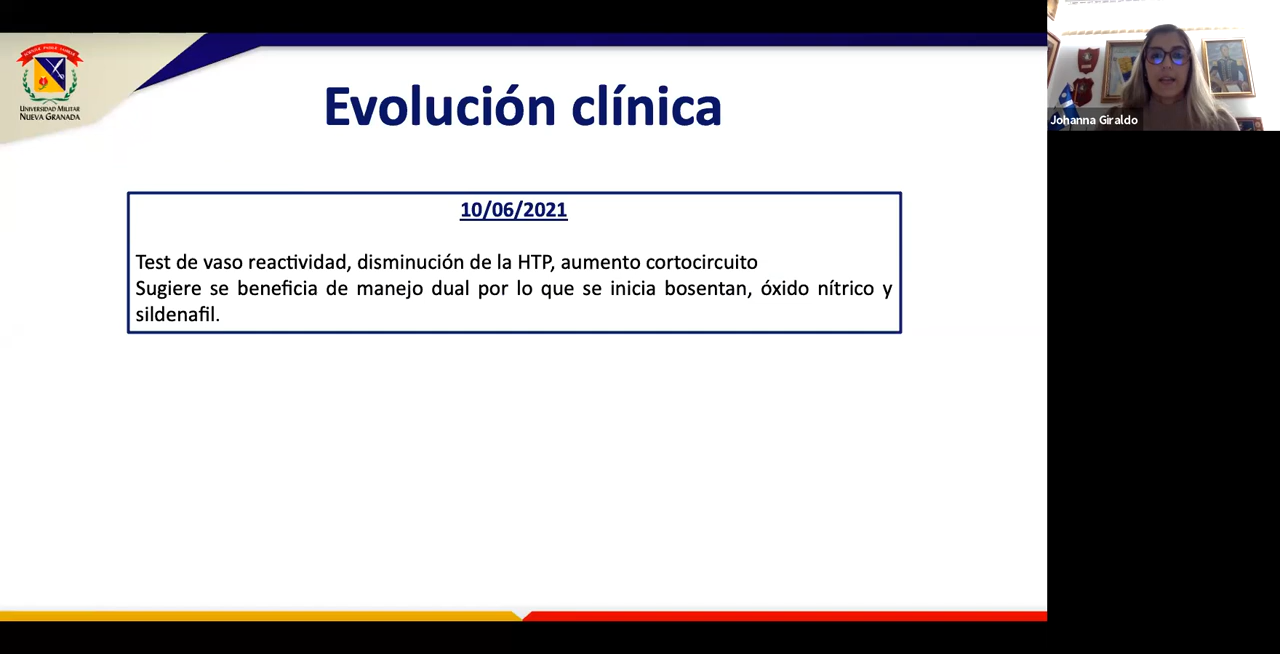 UNIVERSIDAD MILITAR
NUEVA GRANADA
Evolución clínica
10/06/2021
Test de vaso reactividad, disminución de la HTP, aumento cortocircuito
Sugiere se beneficia de manejo dual por lo que se inicia bosentan, óxido nítrico y
sildenafil.
Johanna Giraldo